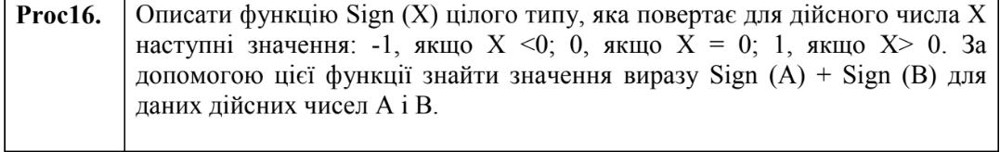 Proc16. Описати функцію Sign (X) цілого типу, яка повертає для дійсного числа X
наступні значення: -1, якщо X <0; 0, якщо X = 0; 1, якщо X> 0. За
допомогою цієї функції знайти значення виразу Sign (A) + Sign (B) для
даних дійсних чисел A і B.